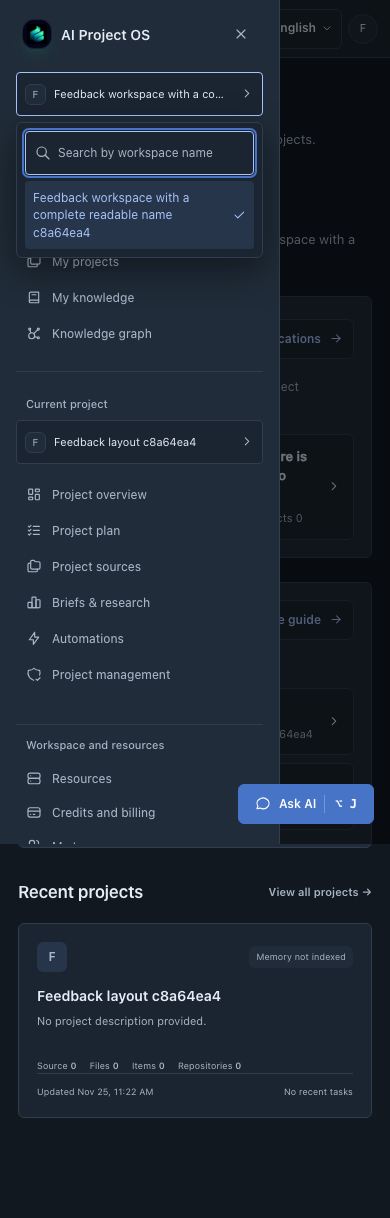 AI Project OS
nglish
F
F
Feedback workspace with a co...
Search by workspace name
ojects.
Feedback workspace with a
complete readable name
c8a64ea4
space with a
My projects
My knowledge
Knowledge graph
cations
ject
Current project
F
Feedback layout c8a64ea4
re is
o
Project overview
Project plan
cts 0
Project sources
Briefs & research
Automations
e guide
Project management
64ea4
Workspace and resources
Resources
Credits and billing
Ask AI
⌥ J
Recent projects
View all projects →
F
Memory not indexed
Feedback layout c8a64ea4
No project description provided.
Source 0 Files 0 Items 0 Repositories 0
Updated Nov 25, 11:22 AM
No recent tasks